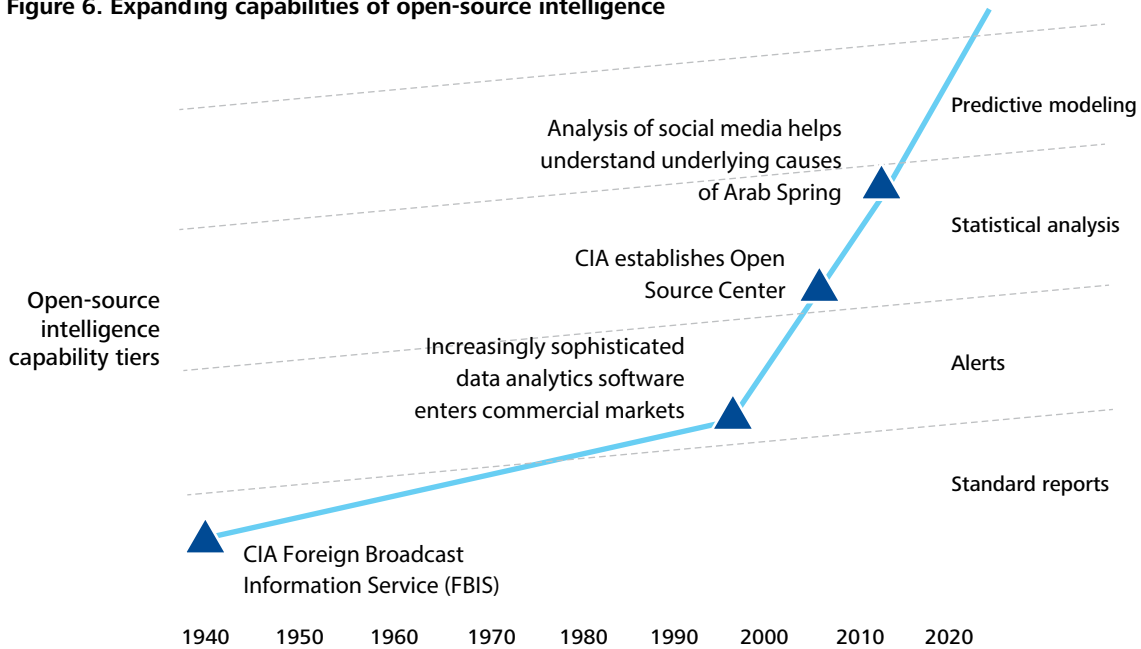 Figure 6. Expanding capabilities of open-source intelligence
Predictive modeling
Analysis of social media helps
understand underlying causes
of Arab Spring
Statistical analysis
CIA establishes Open
Source Center
Open-source
intelligence
capability tiers
Increasingly sophisticated
data analytics software
enters commercial markets
Alerts
Standard reports
CIA Foreign Broadcast
Information Service (FBIS)
1940 1950 1960 1970 1980 1990 2000 2010 2020